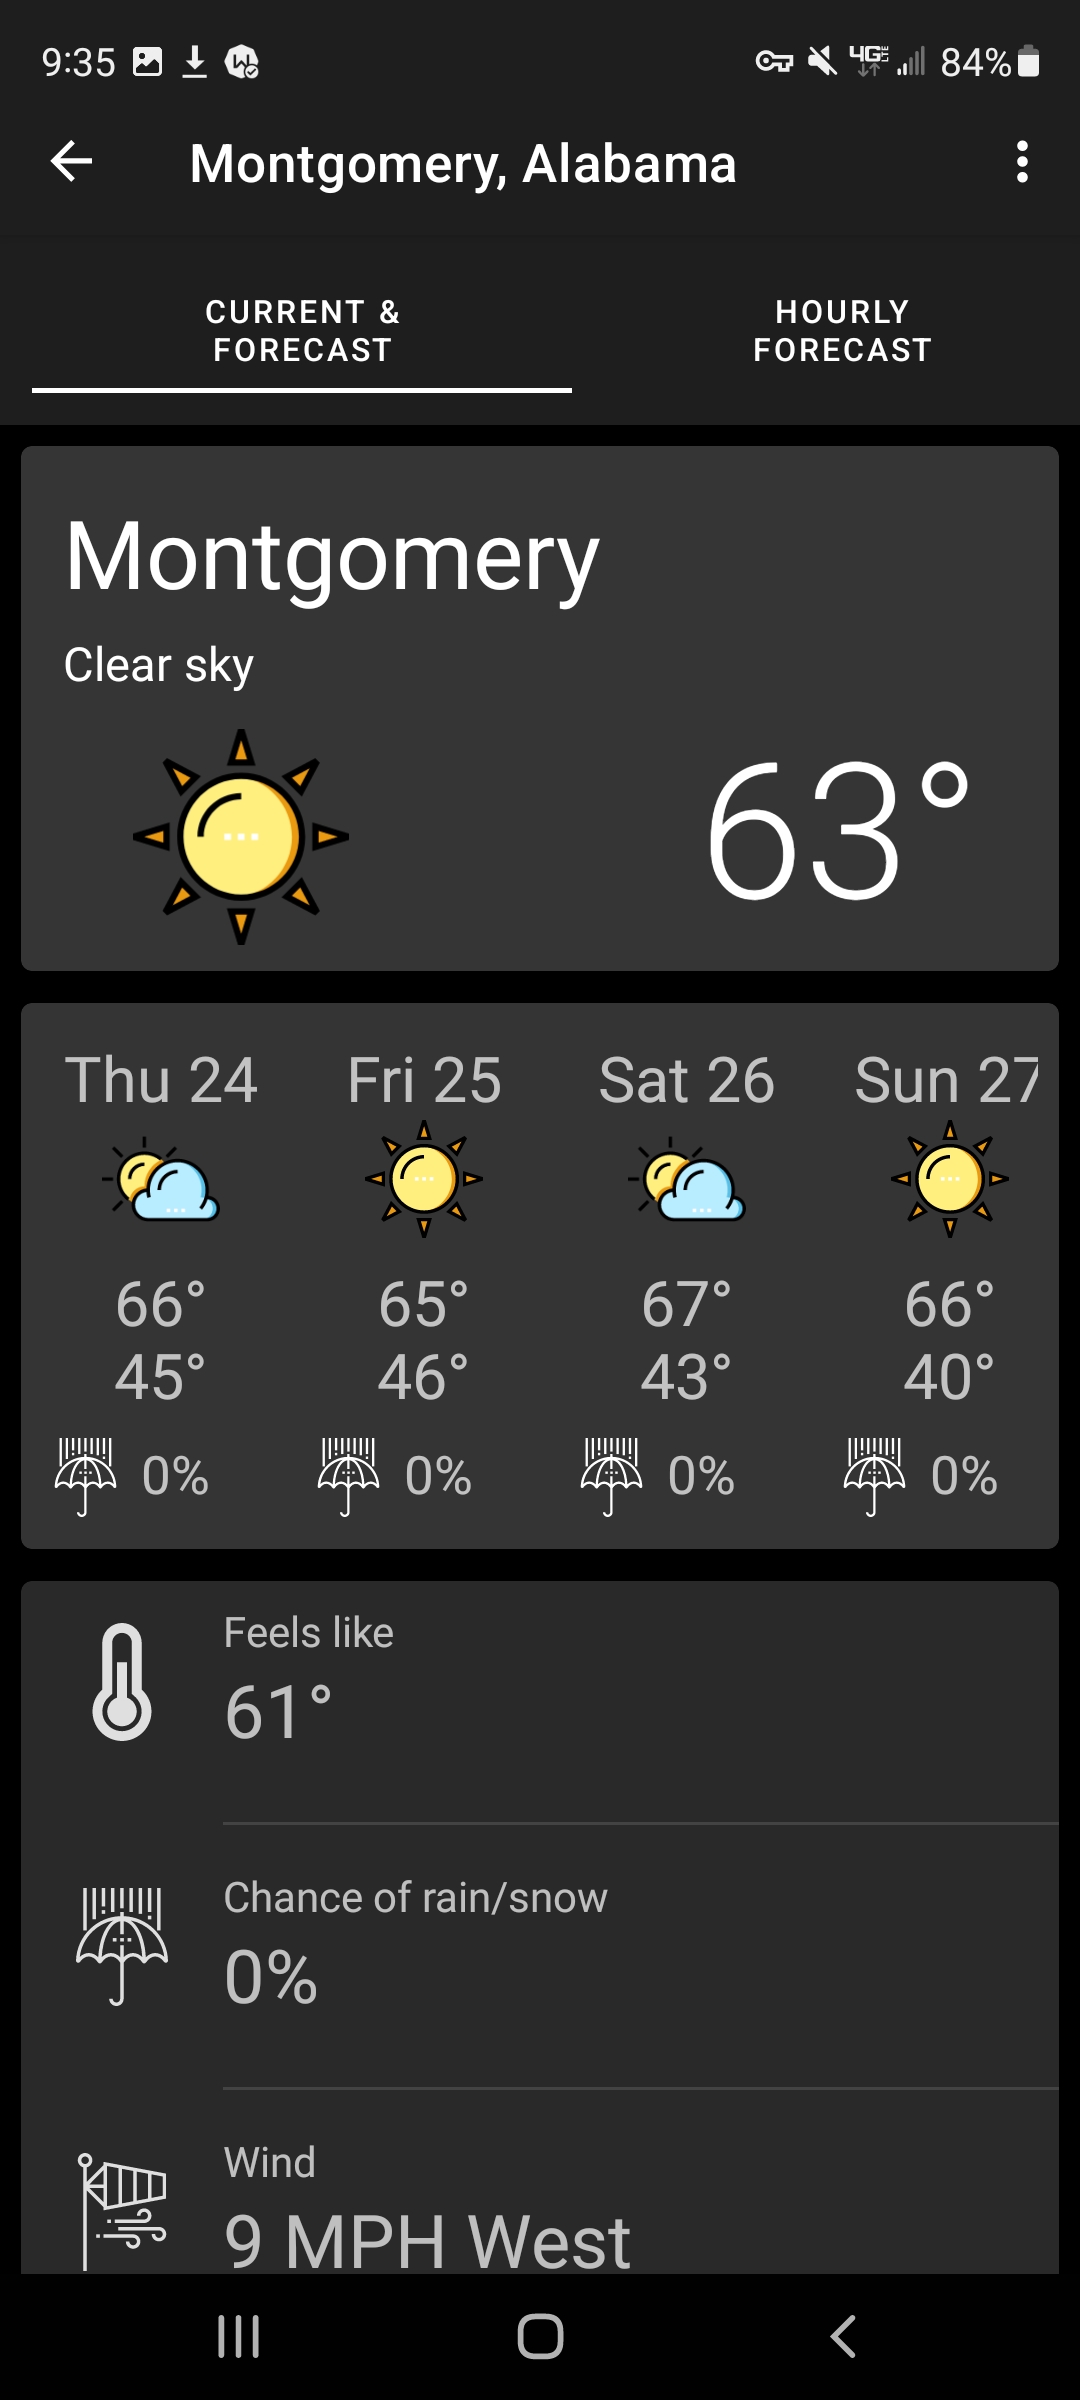 9:35
84%
Montgomery, Alabama
CURRENT &
FORECAST
HOURLY
FORECAST
Montgomery
Clear sky
63°
Thu 24 Fri 25 Sat 26 Sun 27
66° 65° 67° 66°
45° 46° 43° 40°
0% 0% 0% 0%
Feels like
61°
Chance of rain/snow
0%
Wind
9 MPH West